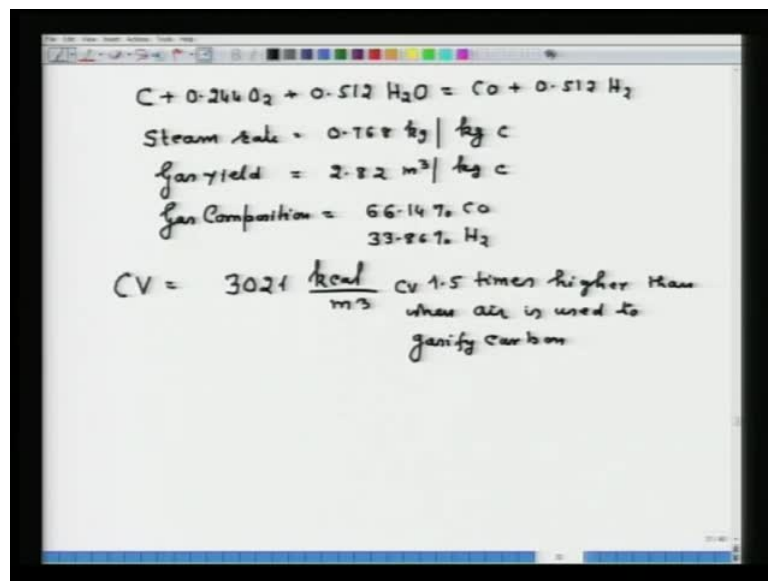 C + 0.244 O2 + 0.512 H2O = CO + 0.512 H2
Steam rate = 0.768 kg | kg C
Gas yield = 2.82 m3 | kg C
Gas Composition = 66.14 % CO
33.86 % H2
CV = 3021 kcal/m3 CV 1.5 times higher than
when air is used to
gasify carbon